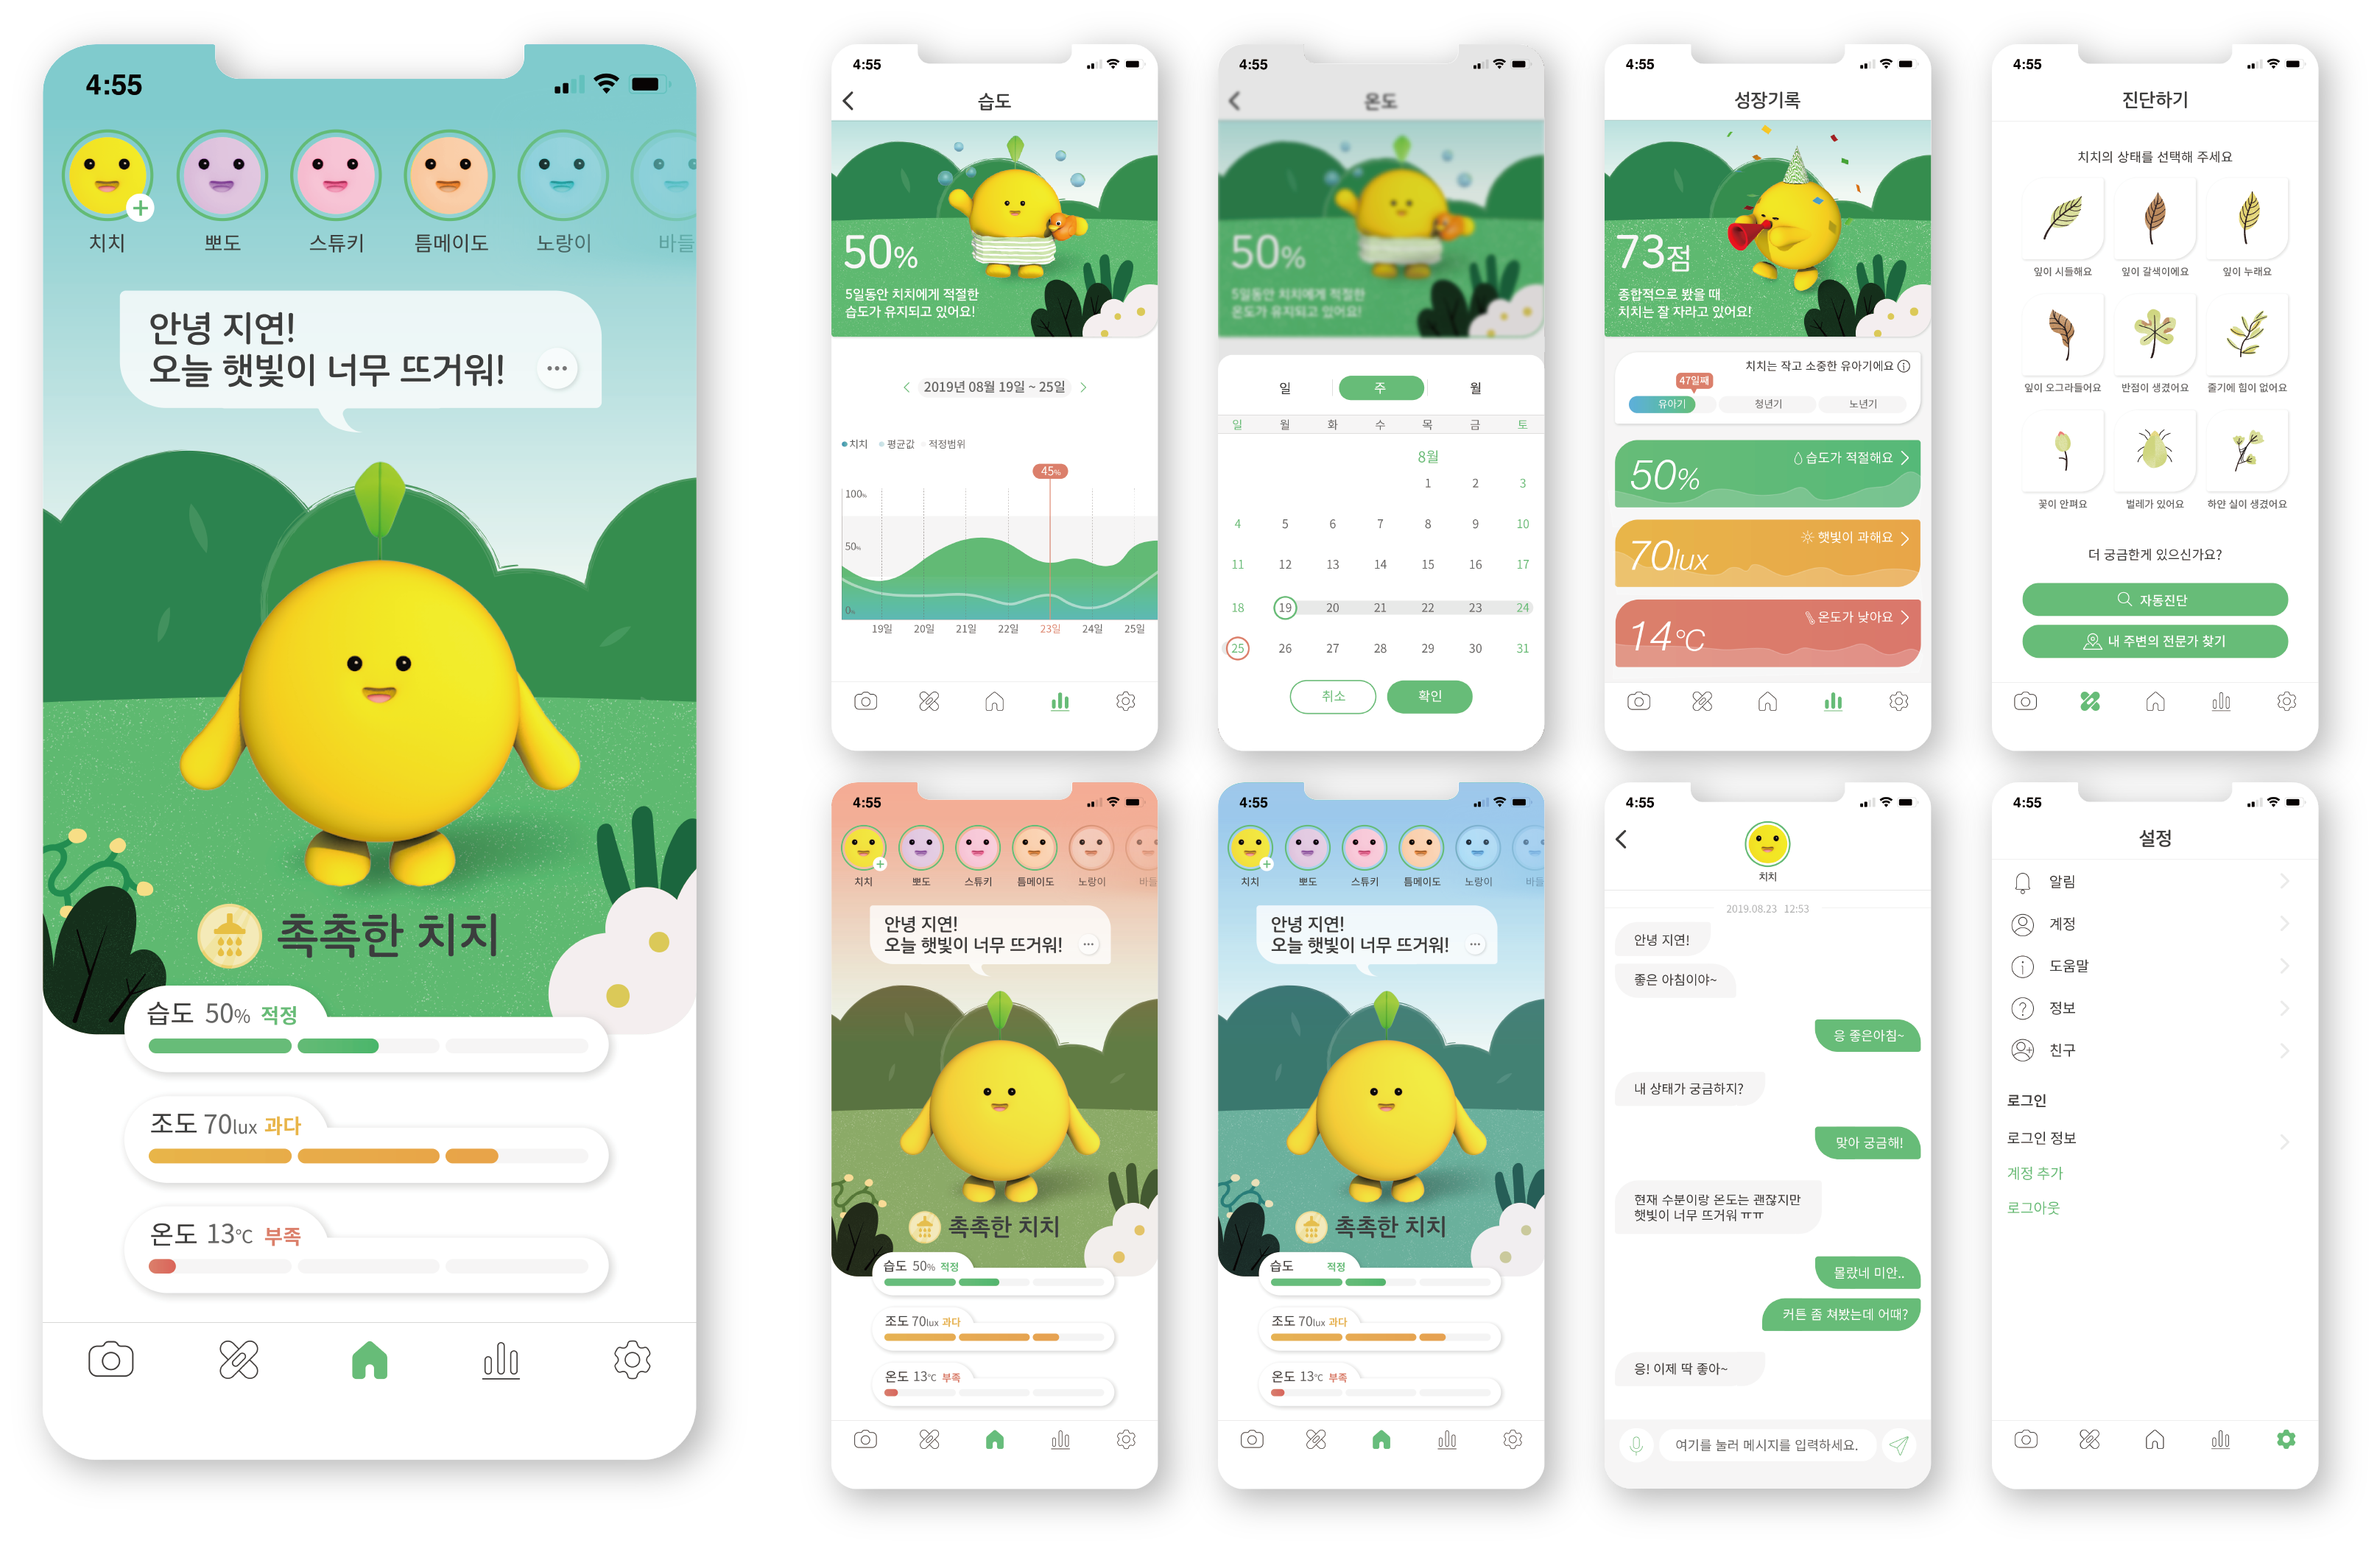 4:55
치치
뽀도
스튜키
틈메이도
노랑이
바들
안녕 지연!
오늘 햇빛이 너무 뜨거워!
촉촉한 치치
습도 50% 적정
조도 70lux 과다
온도 13℃ 부족
4:55
습도
50%
5일동안 치치에게 적절한
습도가 유지되고 있어요!
2019년 08월 19일 ~ 25일
치치 평균값 적정범위
45%
100%
50%
0%
19일 20일 21일 22일 23일 24일 25일
4:55
온도
50%
5일동안 치치에게 적절한
온도가 유지되고 있어요!
일 주 월
일 월 화 수 목 금 토
8월
1 2 3
4 5 6 7 8 9 10
11 12 13 14 15 16 17
18 19 20 21 22 23 24
25 26 27 28 29 30 31
취소 확인
4:55
성장기록
73점
종합적으로 봤을 때
치치는 잘 자라고 있어요!
치치는 작고 소중한 유아기에요
47일째
유아기 청년기 노년기
50% 습도가 적절해요
70lux 햇빛이 과해요
14℃ 온도가 낮아요
4:55
진단하기
치치의 상태를 선택해 주세요
잎이 시들해요 잎이 갈색이에요 잎이 누래요
잎이 오그라들어요 반점이 생겼어요 줄기에 힘이 없어요
꽃이 안펴요 벌레가 있어요 하얀 실이 생겼어요
더 궁금한게 있으신가요?
자동진단
내 주변의 전문가 찾기
4:55
치치 뽀도 스튜키 틈메이도 노랑이 바들
안녕 지연!
오늘 햇빛이 너무 뜨거워!
촉촉한 치치
습도 50% 적정
조도 70lux 과다
온도 13℃ 부족
4:55
치치 뽀도 스튜키 틈메이도 노랑이 바들
안녕 지연!
오늘 햇빛이 너무 뜨거워!
촉촉한 치치
습도 적정
조도 70lux 과다
온도 13℃ 부족
4:55
치치
2019.08.23 12:53
안녕 지연!
좋은 아침이야~
응 좋은아침~
내 상태가 궁금하지?
맞아 궁금해!
현재 수분이랑 온도는 괜찮지만
햇빛이 너무 뜨거워 ㅠㅠ
몰랐네 미안..
커튼 좀 쳐봤는데 어때?
응! 이제 딱 좋아~
여기를 눌러 메시지를 입력하세요.
4:55
설정
알림
계정
도움말
정보
친구
로그인
로그인 정보
계정 추가
로그아웃